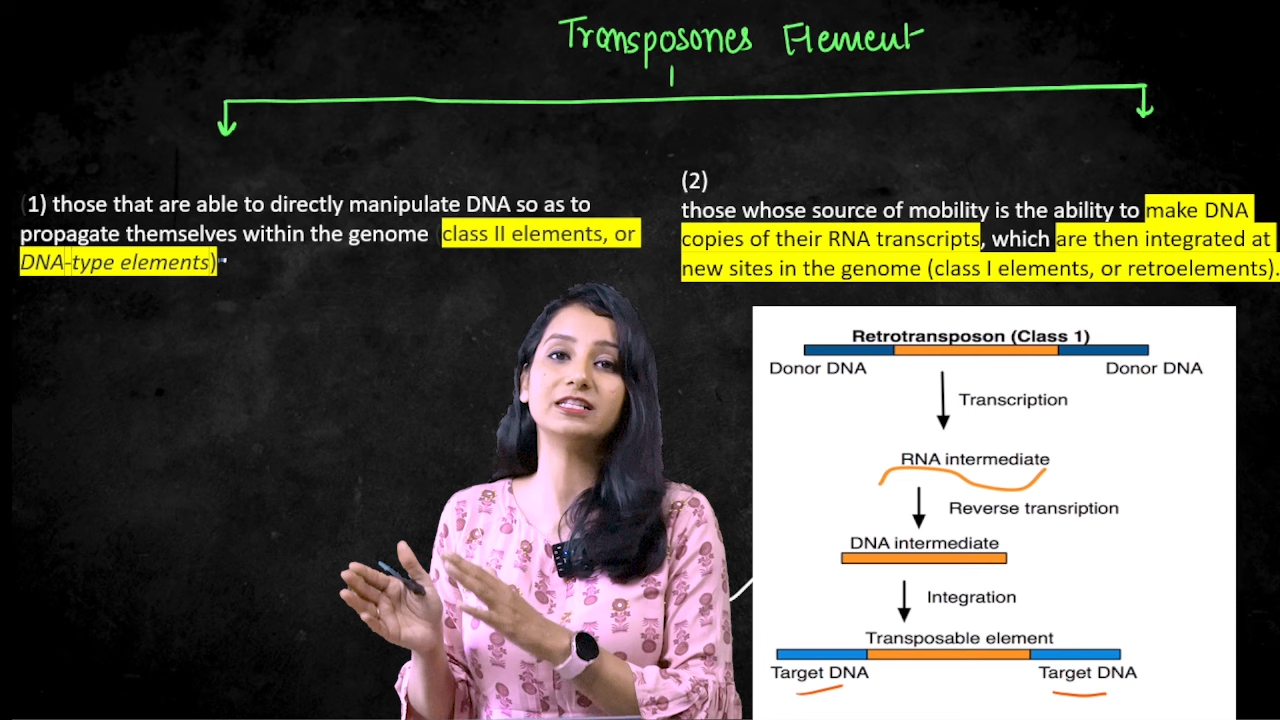 Transposones Element
(1) those that are able to directly manipulate DNA so as to
propagate themselves within the genome (class II elements, or
DNA-type elements)
(2)
those whose source of mobility is the ability to make DNA
copies of their RNA transcripts, which are then integrated at
new sites in the genome (class I elements, or retroelements).
Retrotransposon (Class 1)
Donor DNA Donor DNA
Transcription
RNA intermediate
Reverse transription
DNA intermediate
Integration
Transposable element
Target DNA Target DNA